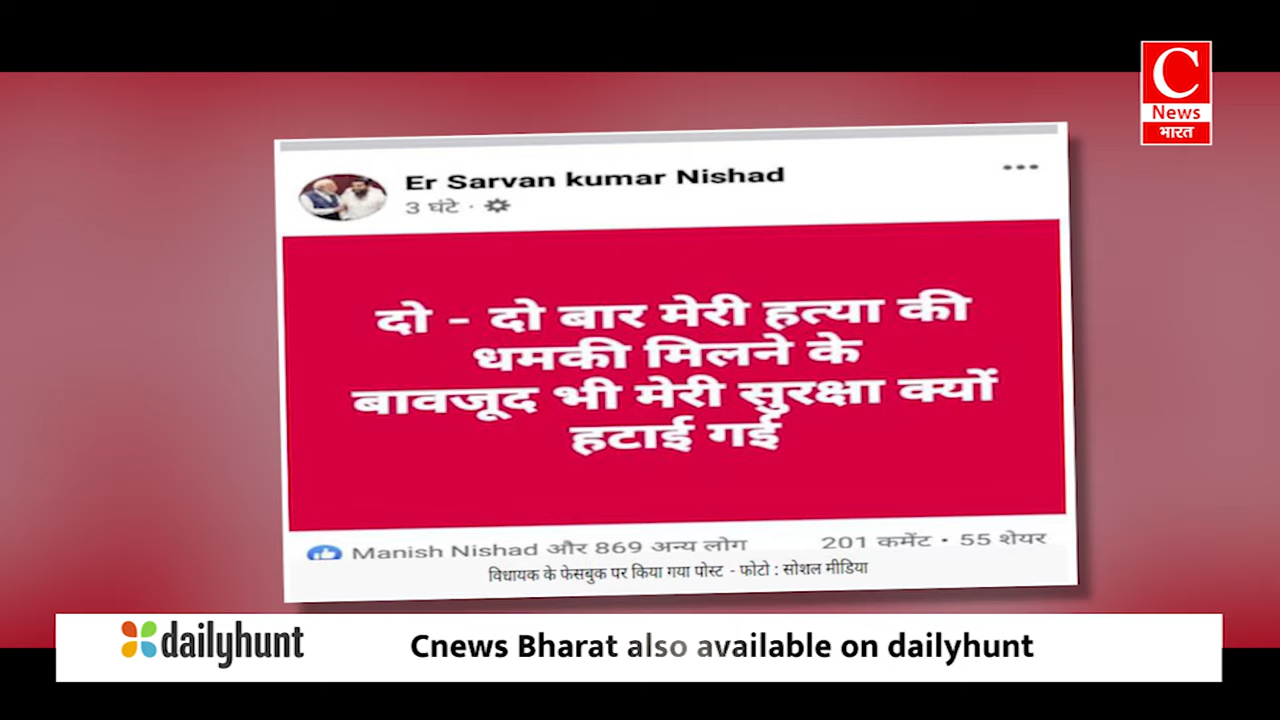 C
News
भारत
Er Sarvan kumar Nishad
3 घंटे ·
दो - दो बार मेरी हत्या की
धमकी मिलने के
बावजूद भी मेरी सुरक्षा क्यों
हटाई गई
Manish Nishad और 869 अन्य लोग 201 कमेंट • 55 शेयर
विधायक के फेसबुक पर किया गया पोस्ट - फोटो : सोशल मीडिया
dailyhunt Cnews Bharat also available on dailyhunt